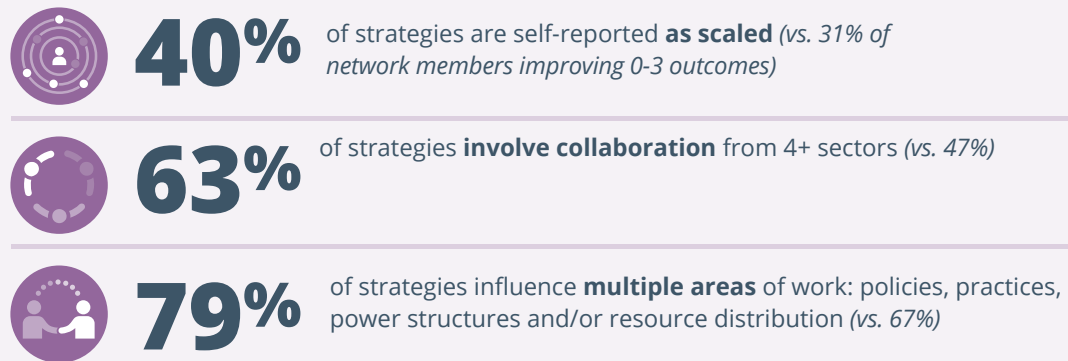 40%
of strategies are self-reported as scaled (vs. 31% of
network members improving 0-3 outcomes)
63%
of strategies involve collaboration from 4+ sectors (vs. 47%)
79%
of strategies influence multiple areas of work: policies, practices,
power structures and/or resource distribution (vs. 67%)